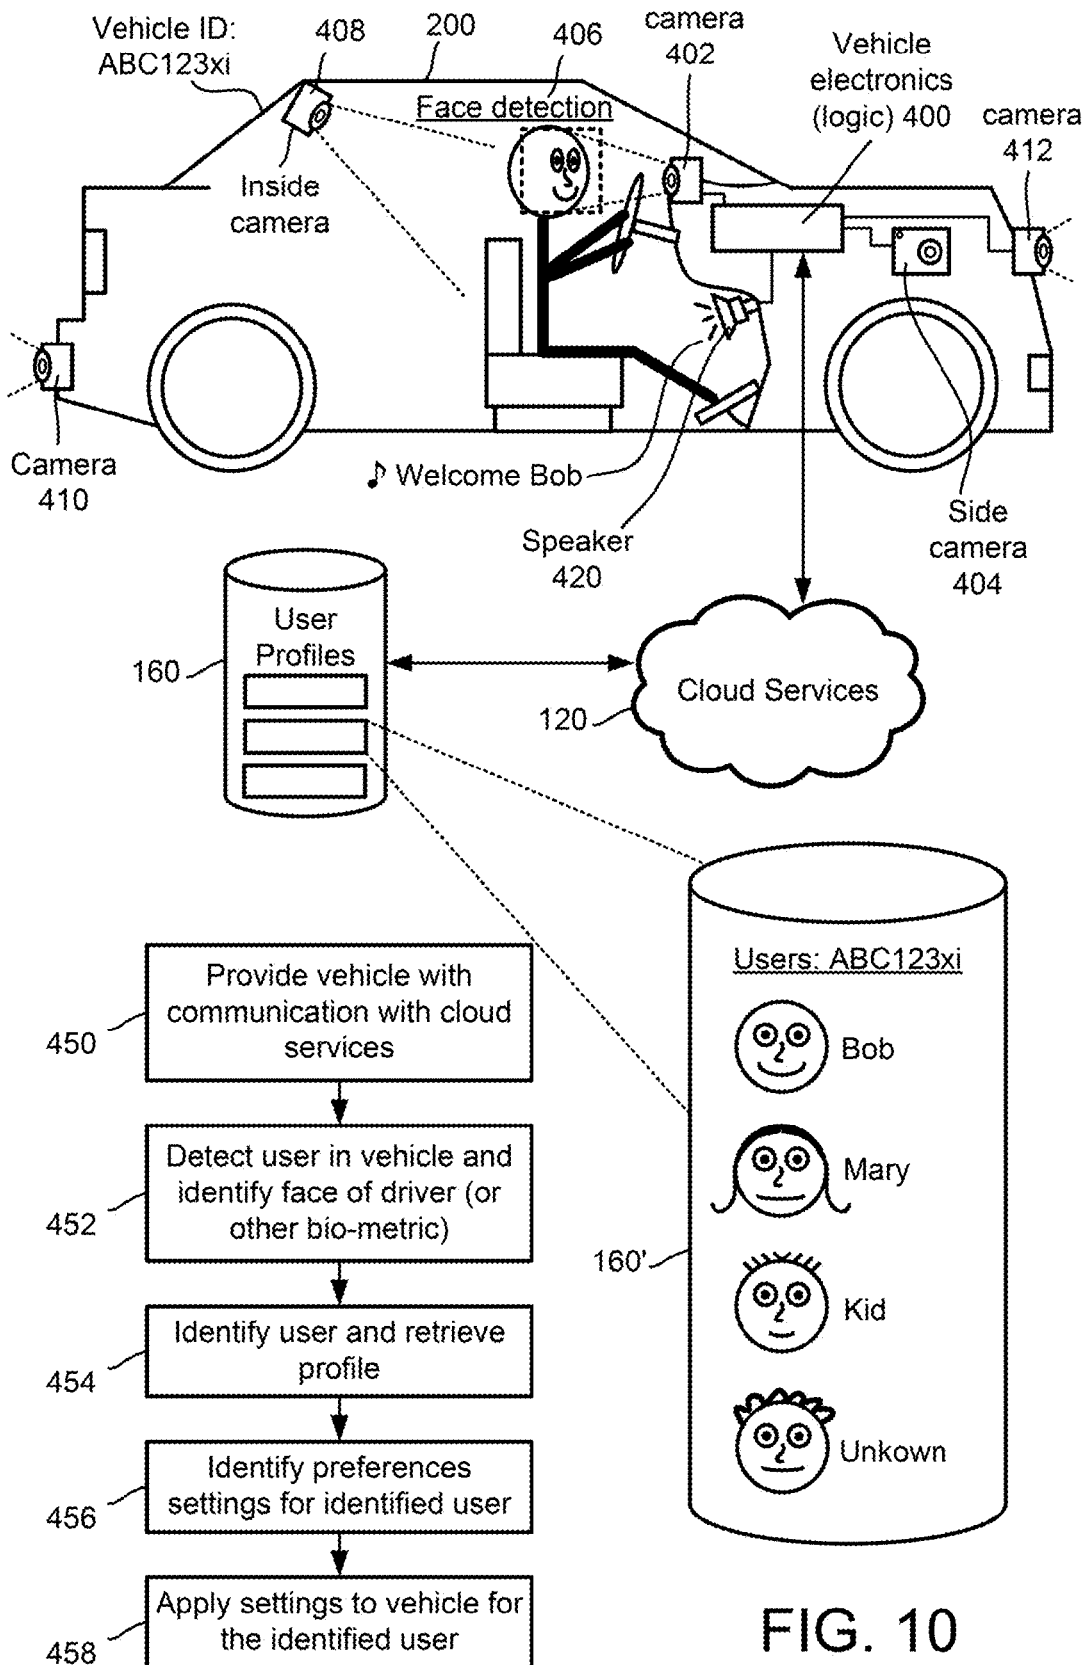 Vehicle ID:
ABC123xi
408
200
406
camera
402
Vehicle
electronics
(logic) 400
camera
412
Face detection
Inside
camera
Camera
410
♪ Welcome Bob
Speaker
420
Side
camera
404
User
Profiles
160
Cloud Services
120
Users: ABC123xi
Bob
Mary
Kid
Unkown
160'
Provide vehicle with
communication with cloud
services
450
Detect user in vehicle and
identify face of driver (or
other bio-metric)
452
Identify user and retrieve
profile
454
Identify preferences
settings for identified user
456
Apply settings to vehicle for
the identified user
458
FIG. 10